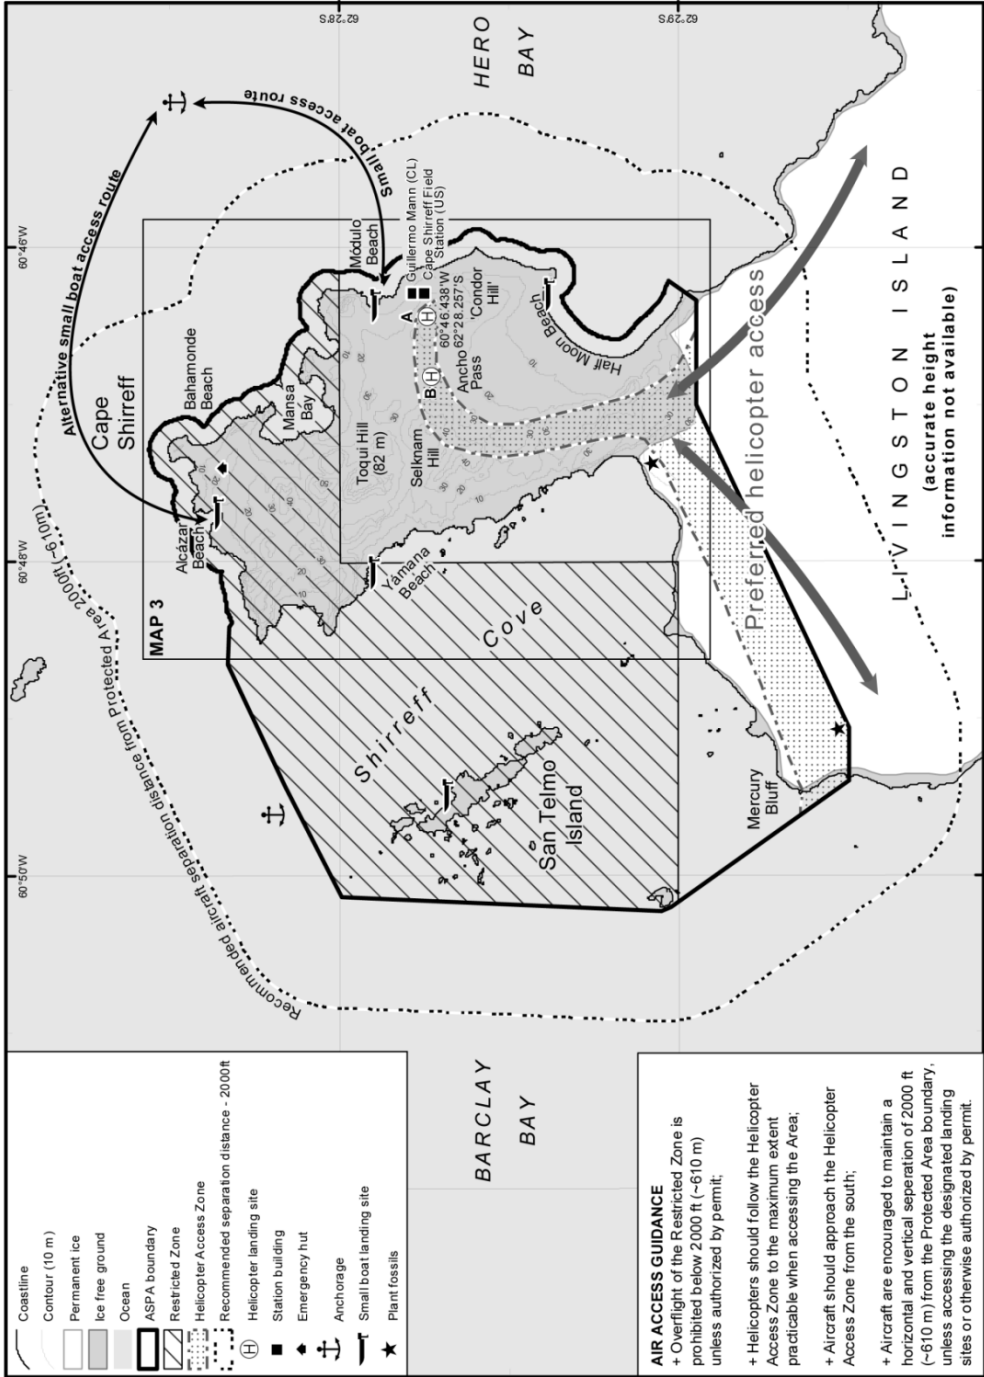 62°28'S
62°29'S
HERO
BAY
60°46'W
60°48'W
60°50'W
Small boat access route
Alternative small boat access route
Módulo
Beach
Guillermo Mann (CL)
Cape Shirreff Field
Station (US)
A
H
60°46.438'W
62°28.257'S
'Condor
Hill'
B
H
Ancho
Pass
Half Moon Beach
Bahamonde
Beach
Cape
Shirreff
Mansa
Bay
Toqui Hill
(82 m)
Selknam
Hill
Alcázar
Beach
Yámana
Beach
MAP 3
Shirreff
Cove
San Telmo
Island
Mercury
Bluff
Preferred helicopter access
LIVINGSTON ISLAND
(accurate height
information not available)
Recommended aircraft separation distance from Protected Area 2000ft (~610m)
BARCLAY
BAY
Coastline
Contour (10 m)
Permanent ice
Ice free ground
Ocean
ASPA boundary
Restricted Zone
Helicopter Access Zone
Recommended separation distance - 2000ft
H Helicopter landing site
Station building
Emergency hut
Anchorage
Small boat landing site
Plant fossils
AIR ACCESS GUIDANCE
+ Overflight of the Restricted Zone is
prohibited below 2000 ft (~610 m)
unless authorized by permit;
+ Helicopters should follow the Helicopter
Access Zone to the maximum extent
practicable when accessing the Area;
+ Aircraft should approach the Helicopter
Access Zone from the south;
+ Aircraft are encouraged to maintain a
horizontal and vertical seperation of 2000 ft
(~610 m) from the Protected Area boundary,
unless accessing the designated landing
sites or otherwise authorized by permit.